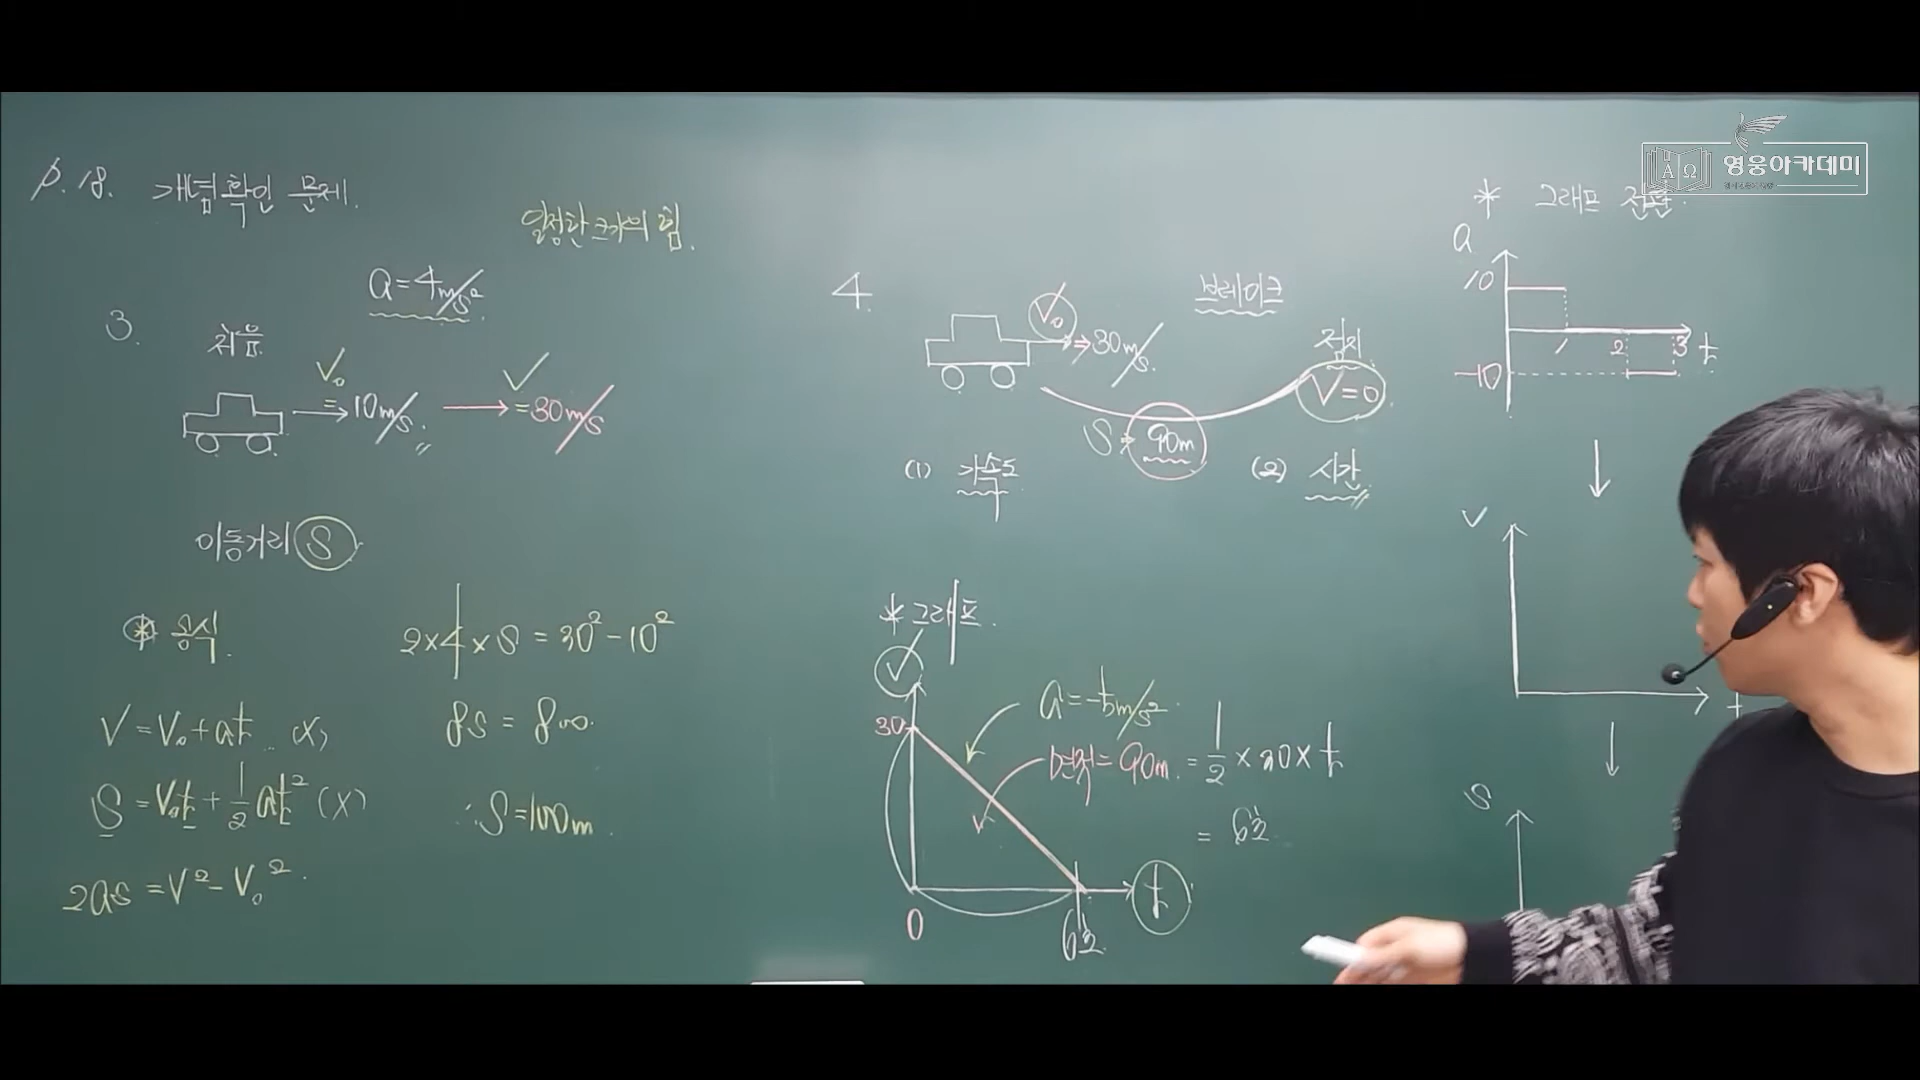 p.18. 개념확인 문제.
일정한 크기의 힘.
3.
a=4m/s²
처음
V₀
=10m/s.
V
=30m/s
이동거리 S
* 공식.
V=V₀+at … (X)
S=V₀t+½at² (X)
2as=V²-V₀².
2×4×S=30²-10²
8S=800.
∴S=100m.
4.
V₀
30m/s.
브레이크
정지
V=0
S=
90m
(1) 가속도
(2) 시간
* 그래프.
V
30
0
6초.
t
a=-5m/s².
면적=90m.=½×30×t
= 6초.
* 그래프 전환.
a
10
-10
1
2
3
t
V
t
S
ΑΩ
영웅아카데미